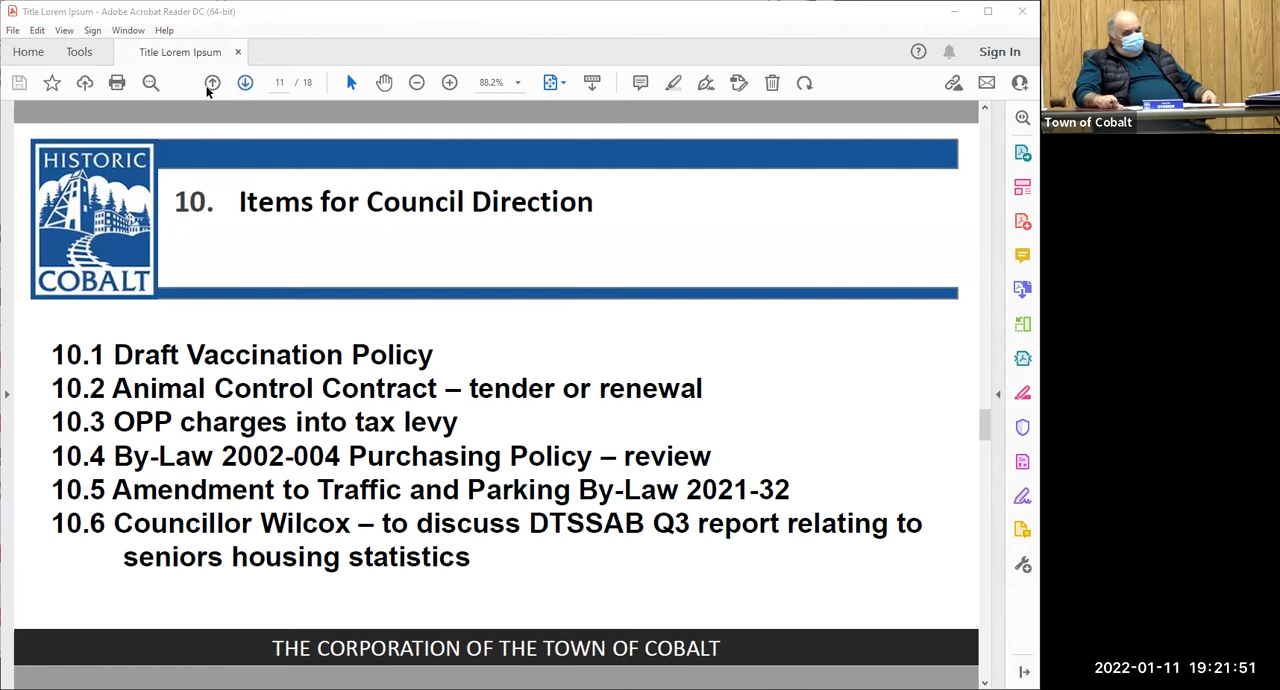 Title Lorem Ipsum - Adobe Acrobat Reader DC (64-bit)
File Edit View Sign Window Help
Home Tools Title Lorem Ipsum × Sign In
11 / 18 88.2%
Town of Cobalt
HISTORIC
COBALT
10. Items for Council Direction
10.1 Draft Vaccination Policy
10.2 Animal Control Contract – tender or renewal
10.3 OPP charges into tax levy
10.4 By-Law 2002-004 Purchasing Policy – review
10.5 Amendment to Traffic and Parking By-Law 2021-32
10.6 Councillor Wilcox – to discuss DTSSAB Q3 report relating to
seniors housing statistics
THE CORPORATION OF THE TOWN OF COBALT
2022-01-11 19:21:51